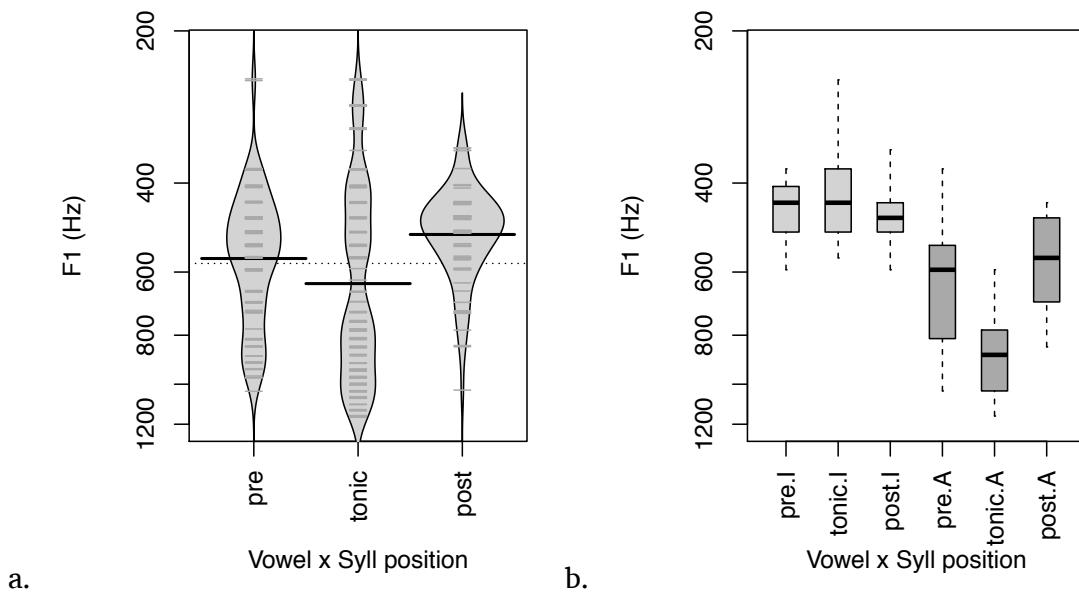 200
400
600
800
1200
F1 (Hz)
pre
tonic
post
Vowel x Syll position
a.
200
400
600
800
1200
F1 (Hz)
pre.I
tonic.I
post.I
pre.A
tonic.A
post.A
Vowel x Syll position
b.